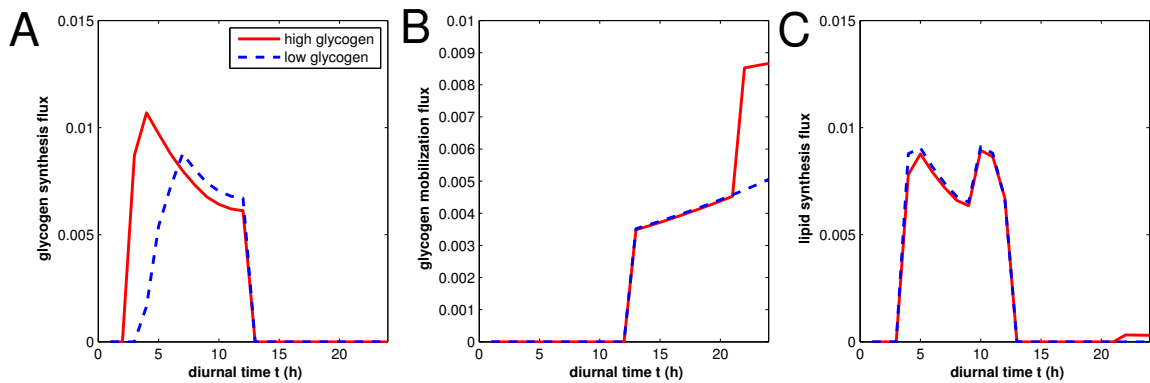 A
glycogen synthesis flux
0.015
0.01
0.005
0
0 5 10 15 20
diurnal time t (h)
high glycogen
low glycogen
B
glycogen mobilization flux
0.01
0.009
0.008
0.007
0.006
0.005
0.004
0.003
0.002
0.001
0
0 5 10 15 20
diurnal time t (h)
C
lipid synthesis flux
0.015
0.01
0.005
0
0 5 10 15 20
diurnal time t (h)